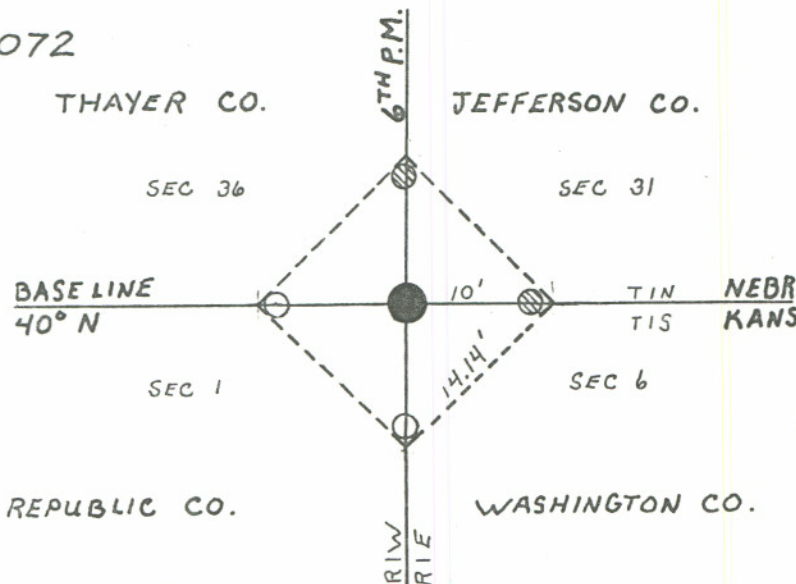 072
6TH P.M.
THAYER CO.
JEFFERSON CO.
SEC 36
SEC 31
BASE LINE
10'
T1N
NEBR
40° N
T1S
KANS
14.14'
SEC 1
SEC 6
REPUBLIC CO.
WASHINGTON CO.
R1W
R1E